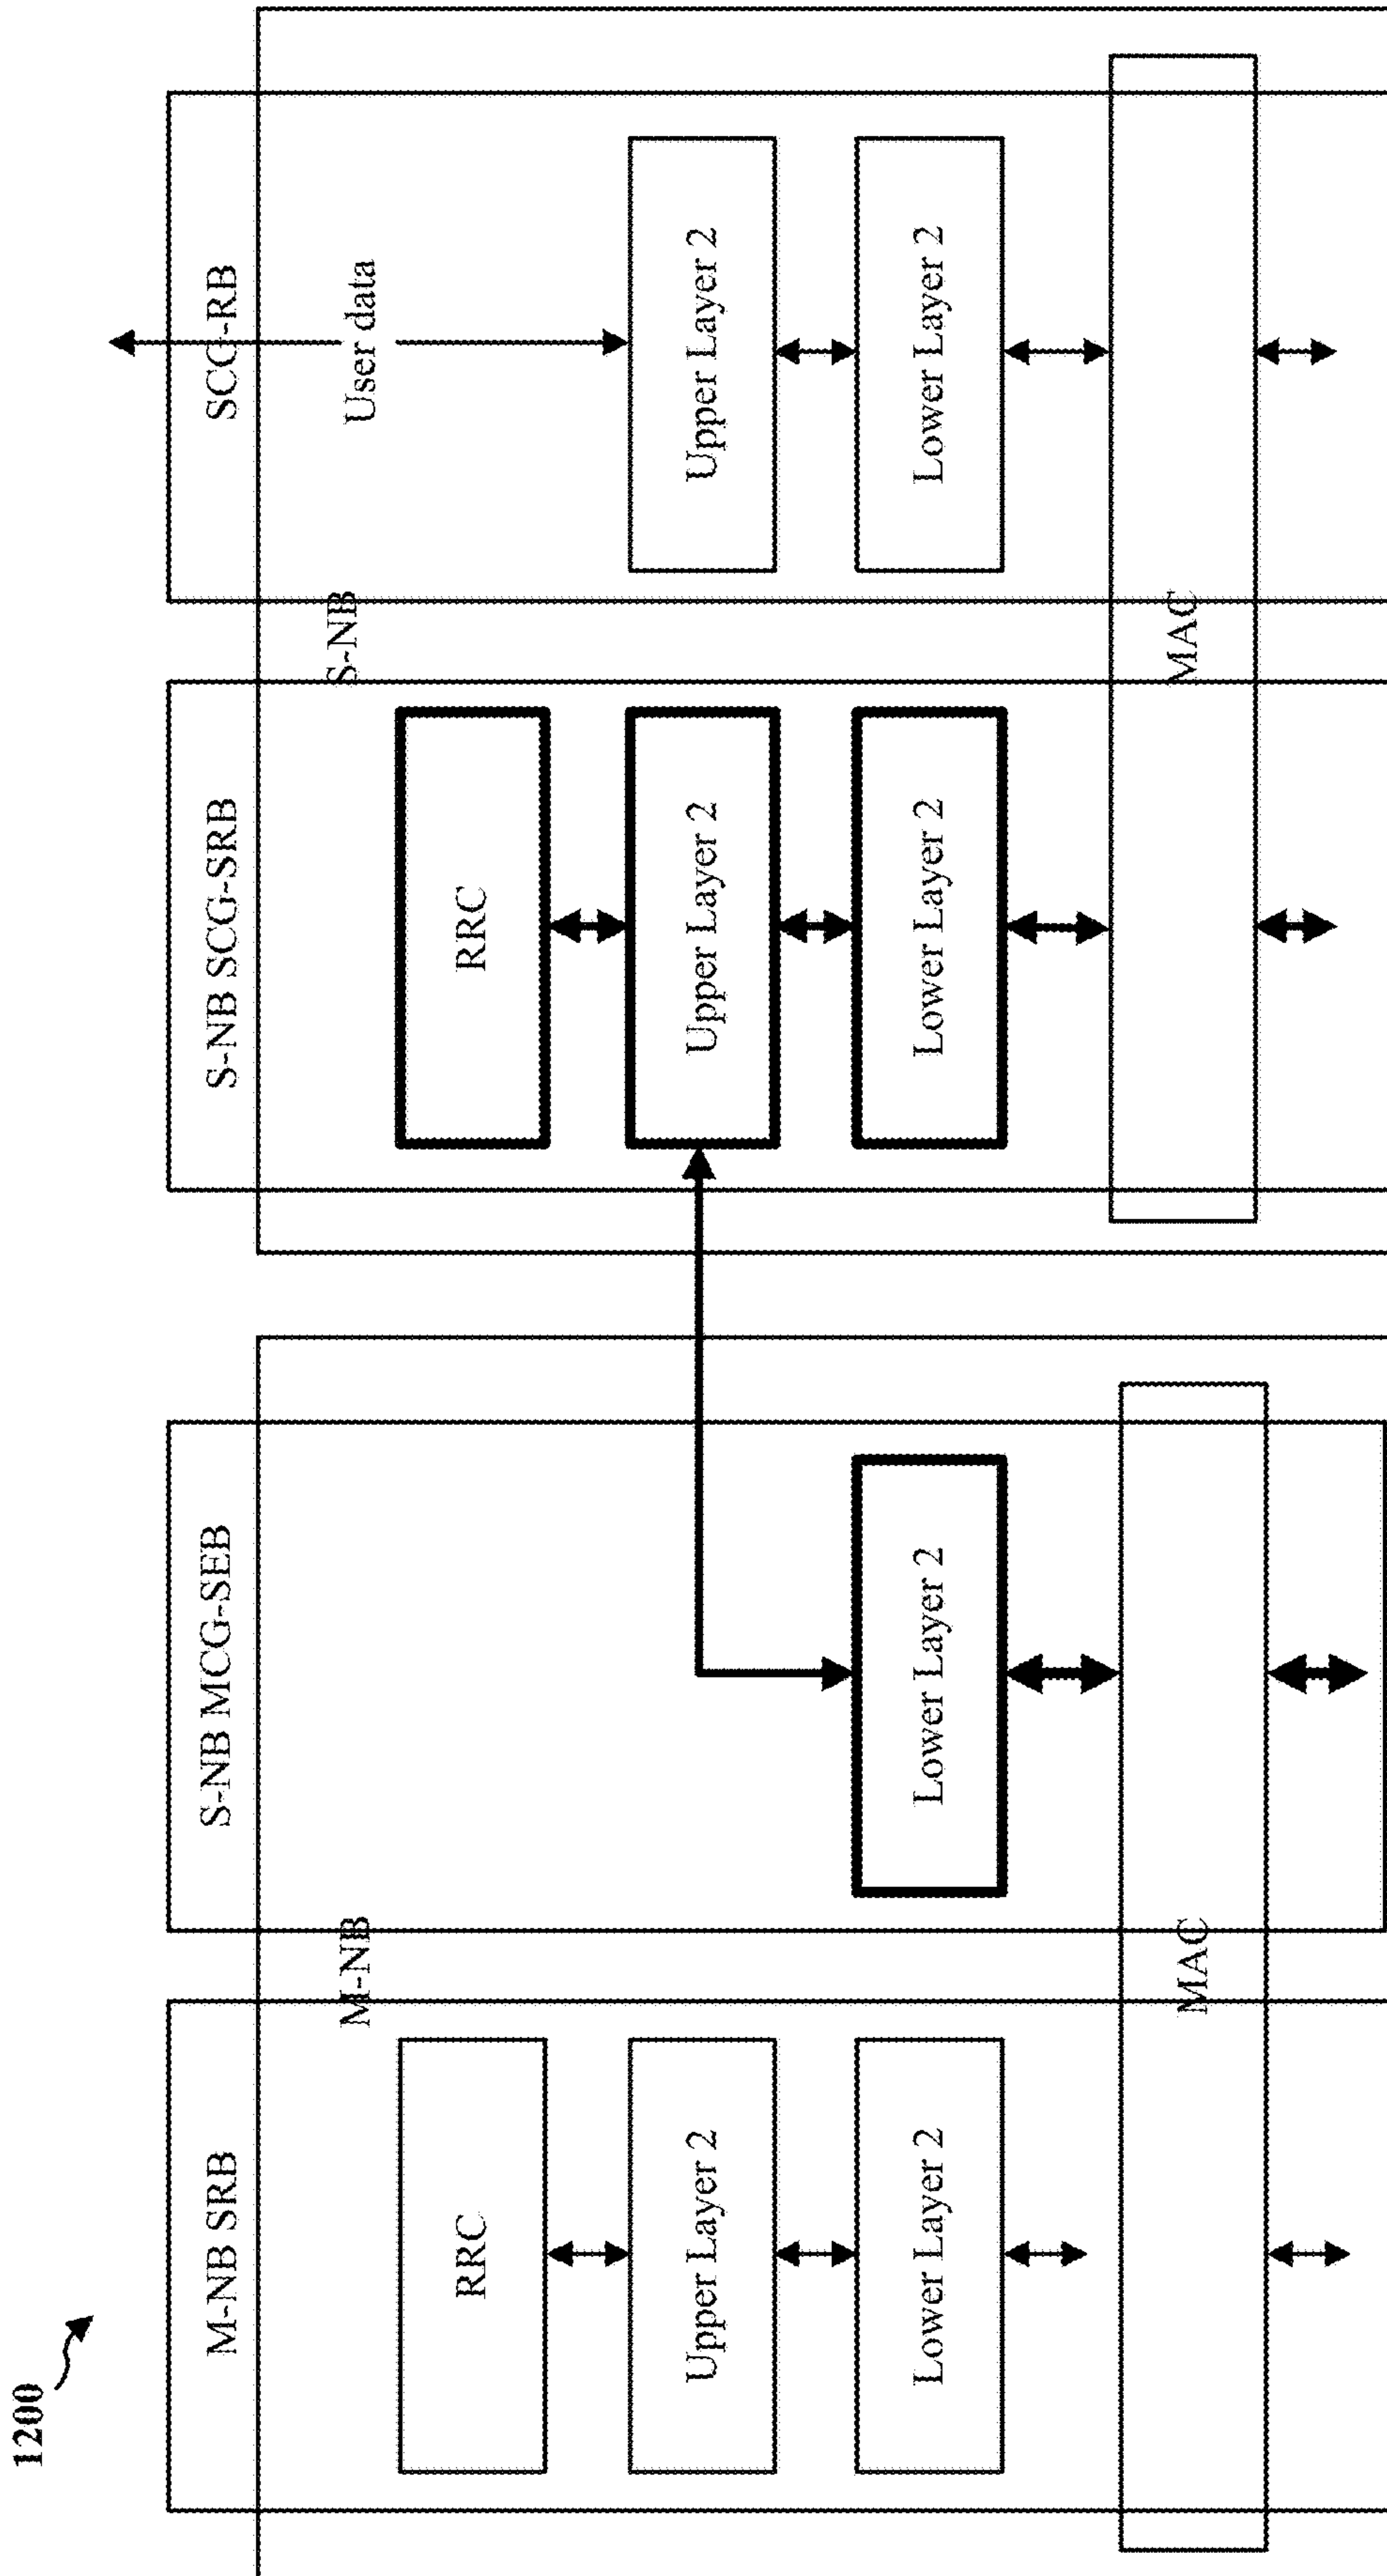 1200
M-NB SRB
S-NB MCG-SEB
S-NB SCG-SRB
SCG-RB
M-NB
S-NB
User data
RRC
RRC
Upper Layer 2
Upper Layer 2
Upper Layer 2
Lower Layer 2
Lower Layer 2
Lower Layer 2
Lower Layer 2
MAC
MAC